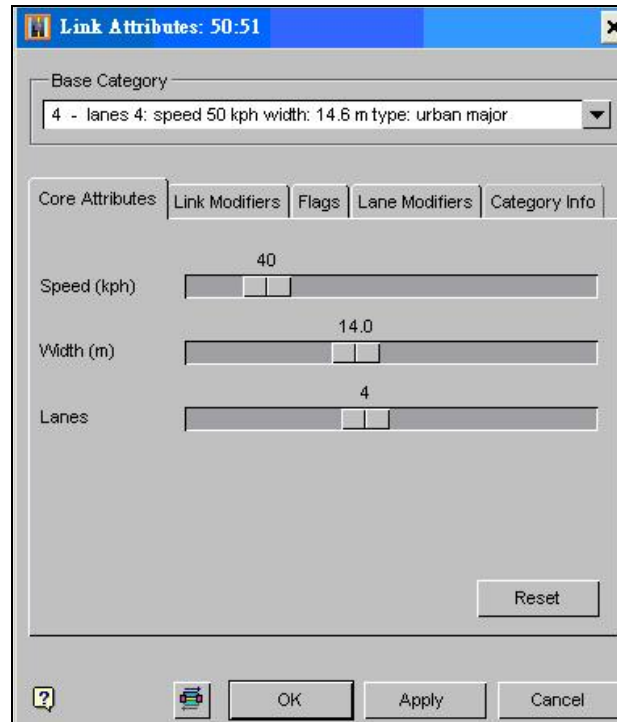 Link Attributes: 50:51
Base Category
4 - lanes 4: speed 50 kph width: 14.6 m type: urban major
Core Attributes Link Modifiers Flags Lane Modifiers Category Info
40
Speed (kph)
14.0
Width (m)
4
Lanes
Reset
OK Apply Cancel